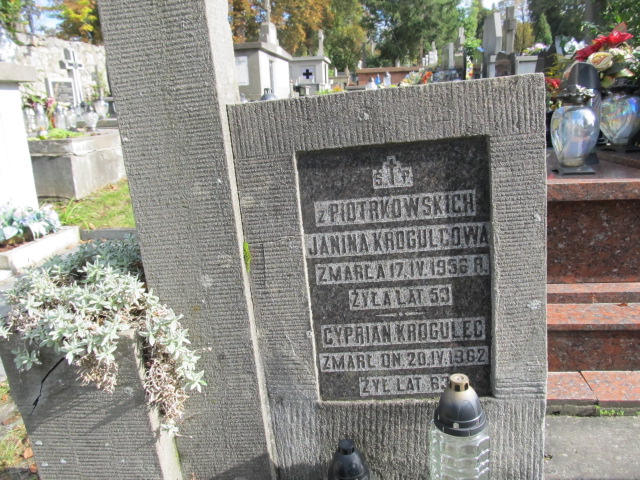 Ś. † P.
z PIOTRKOWSKICH
JANINA KROGULCOWA
ZMARŁA 17.IV.1956 R.
ŻYŁA LAT 53
CYPRIAN KROGULEC
ZMARŁ DN 20.IV.1962
ŻYŁ LAT 63